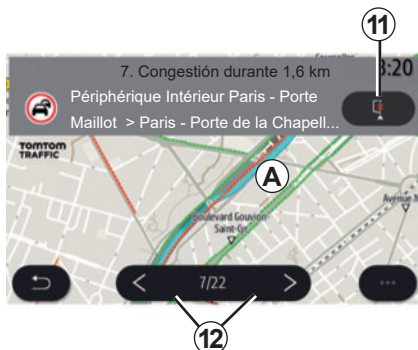 11
7. Congestión durante 1,6 km
3:20
Périphérique Intérieur Paris - Porte
Maillot > Paris - Porte de la Chapell...
TOMTOM
TRAFFIC
A
Avenue
Boulevard Gouvion
Saint-Cyr
7/22
12